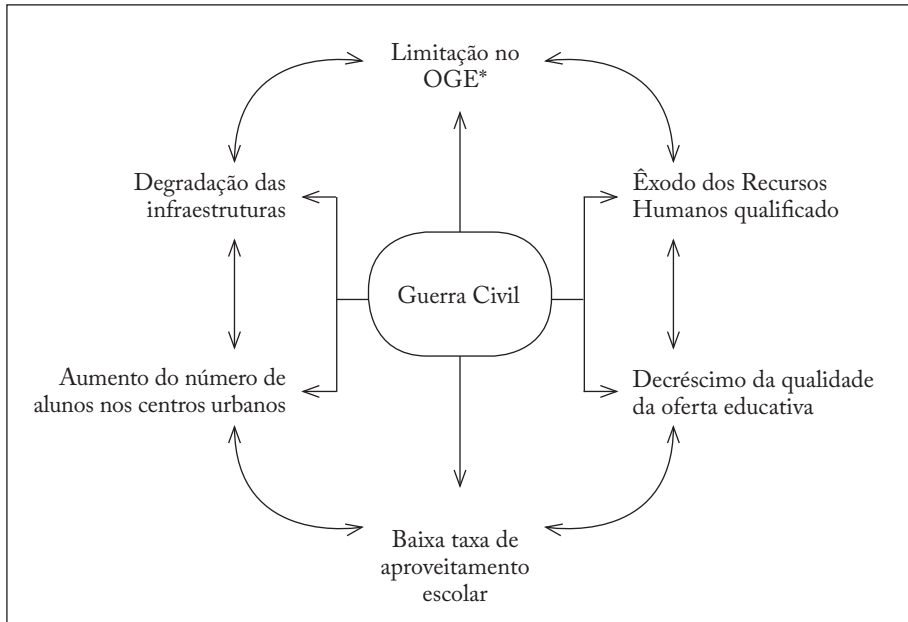 Limitação no
OGE*
Degradação das
infraestruturas
Êxodo dos Recursos
Humanos qualificado
Guerra Civil
Aumento do número de
alunos nos centros urbanos
Decréscimo da qualidade
da oferta educativa
Baixa taxa de
aproveitamento
escolar